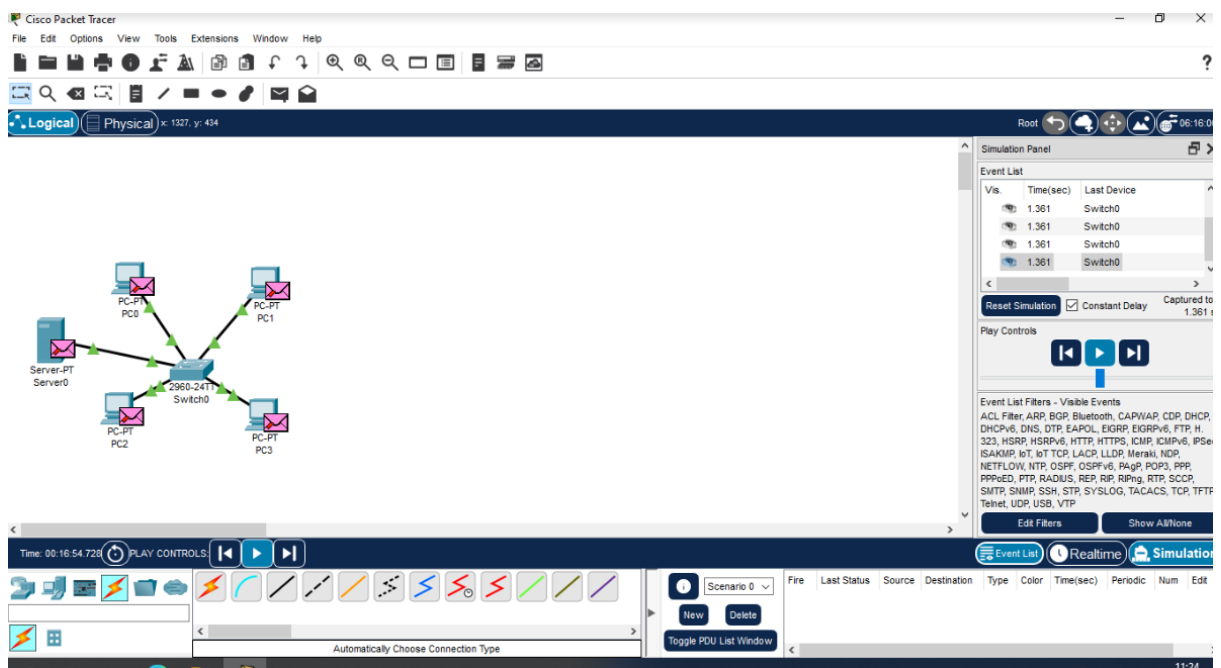 Cisco Packet Tracer
File Edit Options View Tools Extensions Window Help
?
Logical Physical x: 1327, y: 434 Root 06:16:00
Simulation Panel
Event List
Vis. Time(sec) Last Device
1.361 Switch0
1.361 Switch0
1.361 Switch0
1.361 Switch0
Reset Simulation Constant Delay Captured to
1.361 s
Play Controls
PC-PT
PC0
PC-PT
PC1
Server-PT
Server0
2960-24TT
Switch0
PC-PT
PC2
PC-PT
PC3
Event List Filters - Visible Events
ACL Filter, ARP, BGP, Bluetooth, CAPWAP, CDP, DHCP,
DHCPv6, DNS, DTP, EAPOL, EIGRP, EIGRPv6, FTP, H.
323, HSRP, HSRPv6, HTTP, HTTPS, ICMP, ICMPv6, IPSec
ISAKMP, IoT, IoT TCP, LACP, LLDP, Meraki, NDP,
NETFLOW, NTP, OSPF, OSPFv6, PAgP, POP3, PPP,
PPPoED, PTP, RADIUS, REP, RIP, RIPng, RTP, SCCP,
SMTP, SNMP, SSH, STP, SYSLOG, TACACS, TCP, TFTP
Telnet, UDP, USB, VTP
Edit Filters Show All/None
Time: 00:16:54.728 PLAY CONTROLS: Event List Realtime Simulation
Scenario 0
New Delete
Toggle PDU List Window
Fire Last Status Source Destination Type Color Time(sec) Periodic Num Edit
Automatically Choose Connection Type
11:24